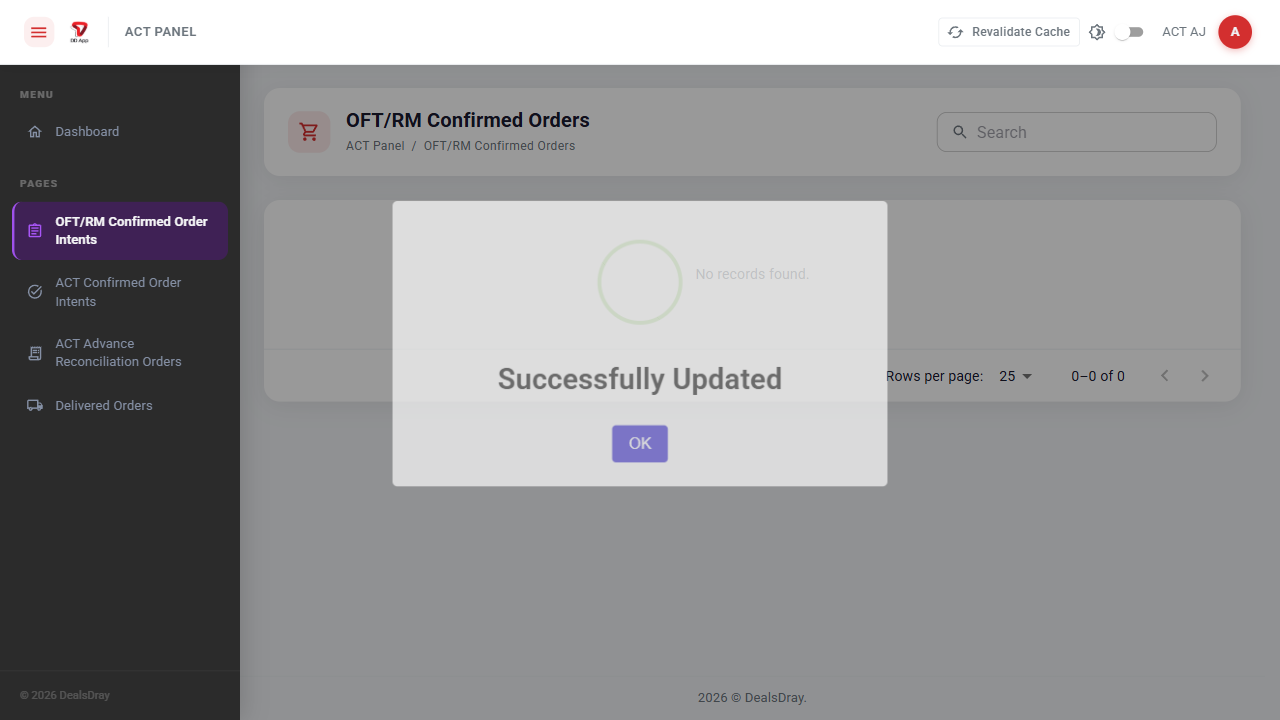 DD App
ACT PANEL
Revalidate Cache
ACT AJ
A
MENU
Dashboard
PAGES
OFT/RM Confirmed Order
Intents
ACT Confirmed Order
Intents
ACT Advance
Reconciliation Orders
Delivered Orders
© 2026 DealsDray
OFT/RM Confirmed Orders
ACT Panel / OFT/RM Confirmed Orders
Search
No records found.
Successfully Updated
OK
Rows per page: 25 0–0 of 0
2026 © DealsDray.